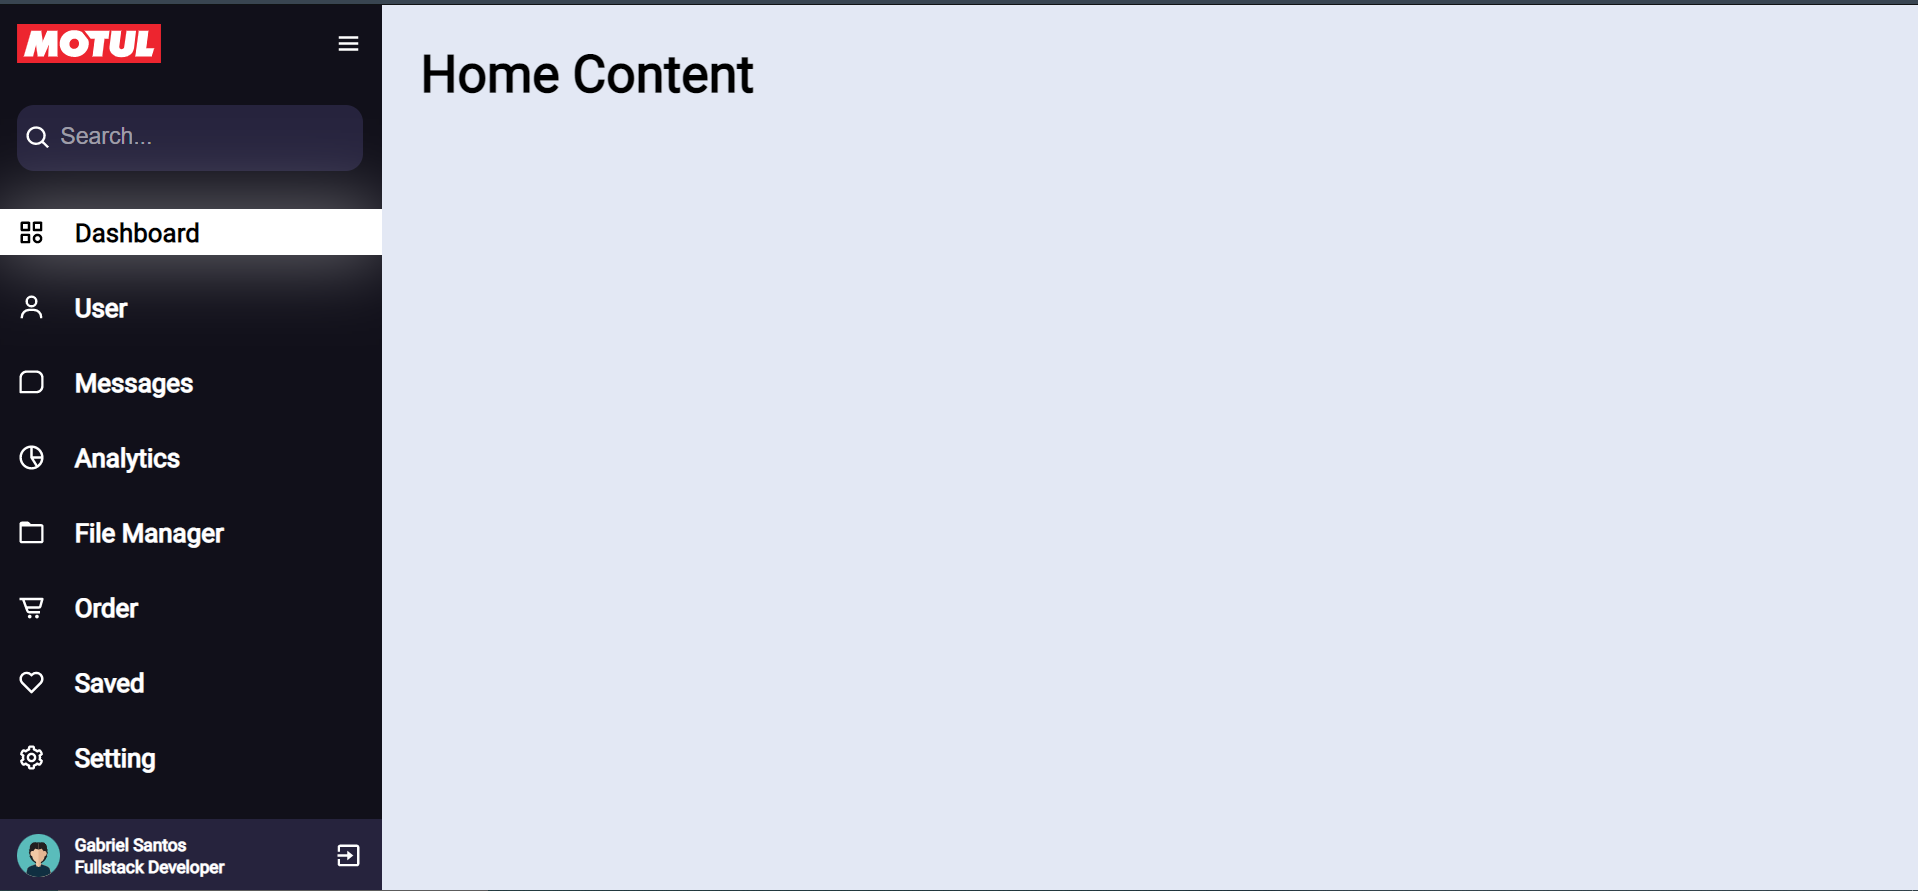 MOTUL
Search...
Dashboard
User
Messages
Analytics
File Manager
Order
Saved
Setting
Gabriel Santos
Fullstack Developer
Home Content